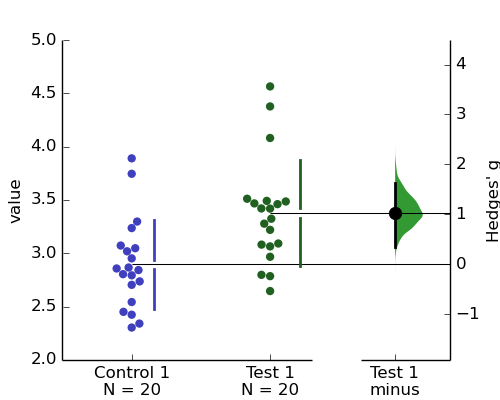 5.0
4.5
4.0
3.5
3.0
2.5
2.0
value
4
3
2
1
0
−1
Hedges' g
Control 1
N = 20
Test 1
N = 20
Test 1
minus